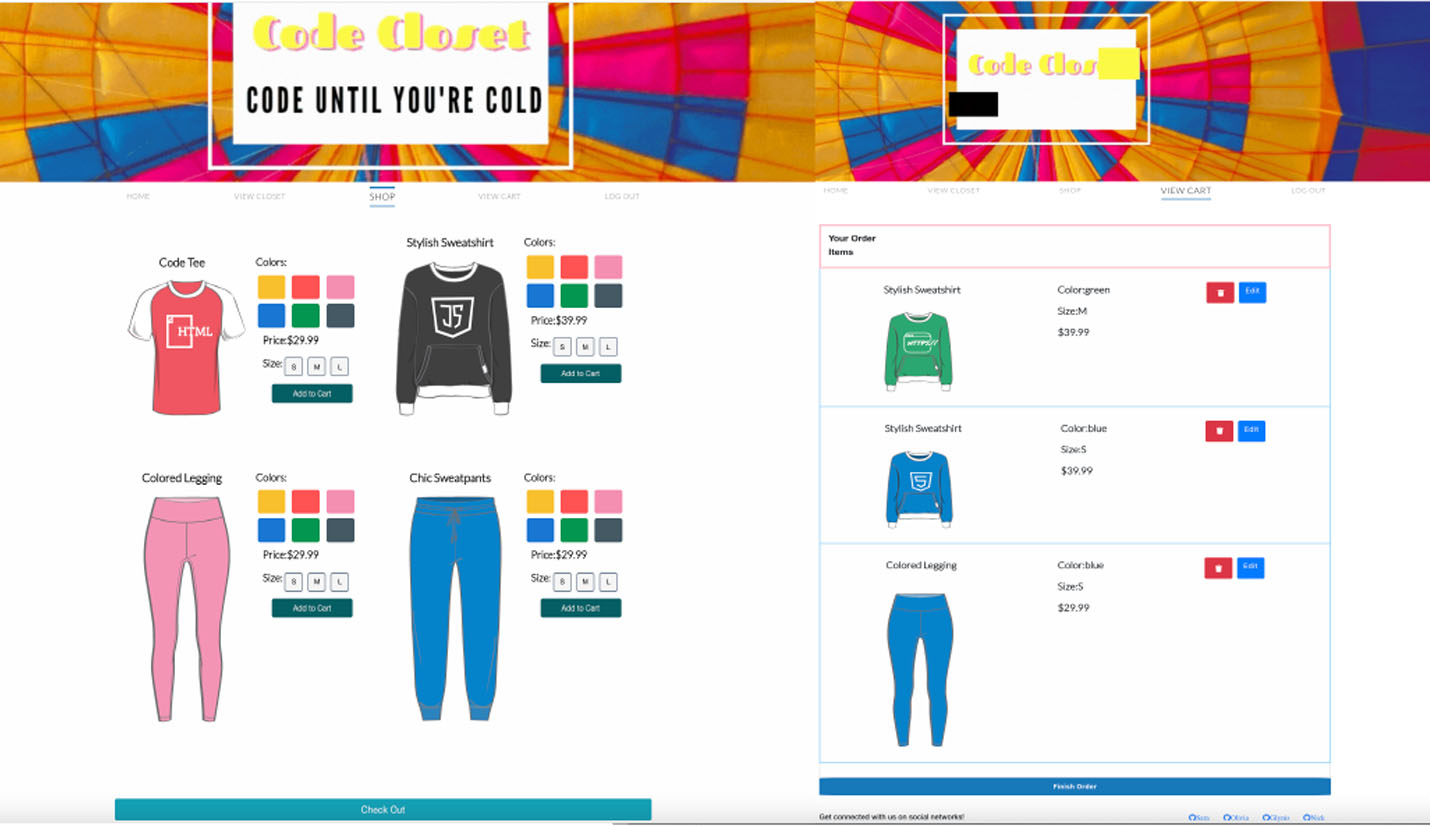 Code Closet
CODE UNTIL YOU'RE COLD
HOME VIEW CLOSET SHOP VIEW CART LOG OUT
Code Tee
HTML
Colors:
Price:$29.99
Size: S M L
Add to Cart
Stylish Sweatshirt
JS
Colors:
Price:$39.99
Size: S M L
Add to Cart
Colored Legging
Colors:
Price:$29.99
Size: S M L
Add to Cart
Chic Sweatpants
Colors:
Price:$29.99
Size: S M L
Add to Cart
Check Out
Code Clos
HOME VIEW CLOSET SHOP VIEW CART LOG OUT
Your Order
Items
Stylish Sweatshirt
HTTPS://
Color:green
Size:M
$39.99
Edit
Stylish Sweatshirt
5
Color:blue
Size:S
$39.99
Edit
Colored Legging
Color:blue
Size:S
$29.99
Edit
Finish Order
Get connected with us on social networks!
Sara Olivia Glynis Nick